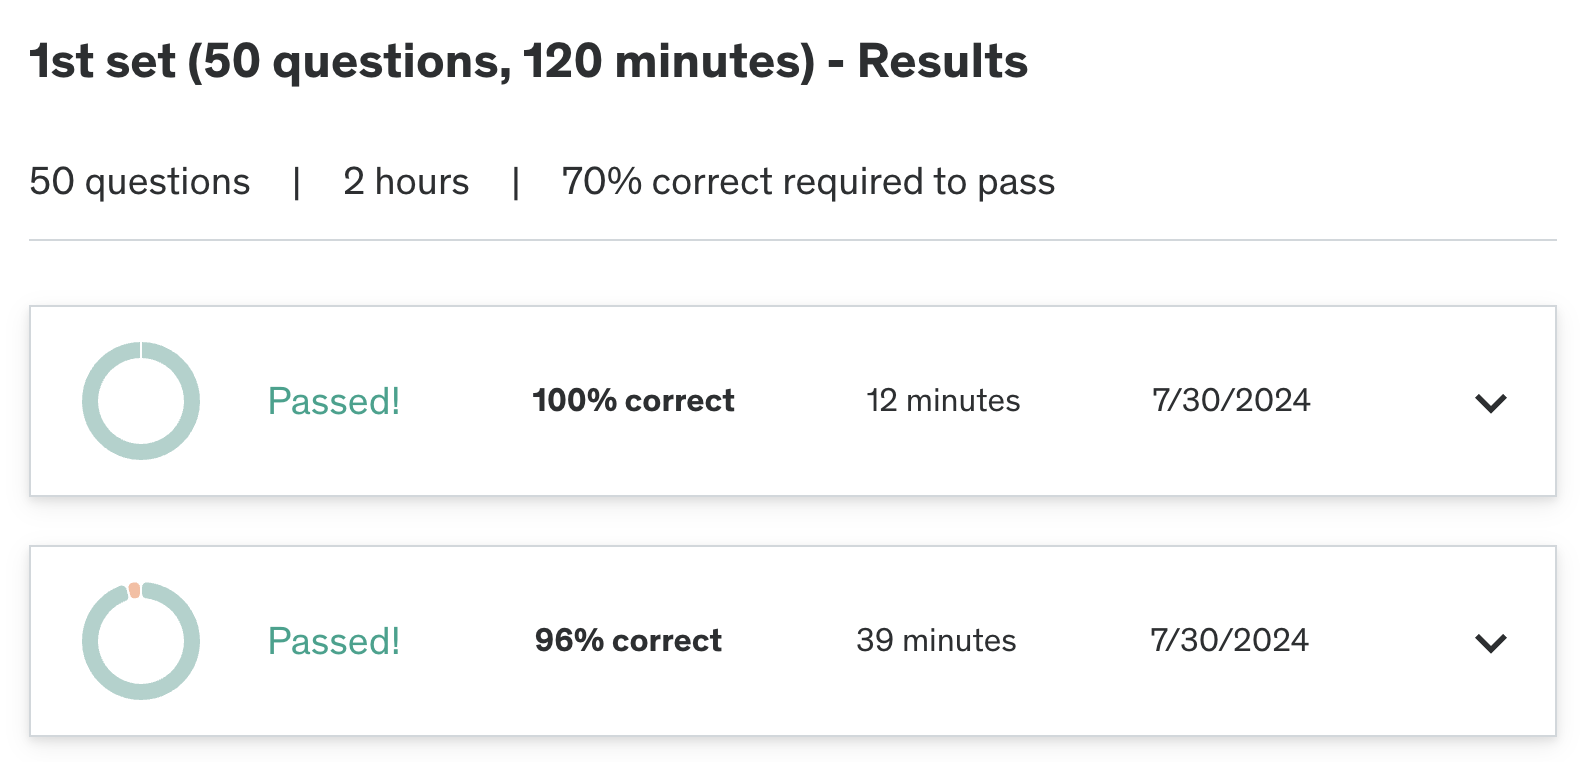 1st set (50 questions, 120 minutes) - Results
50 questions | 2 hours | 70% correct required to pass
Passed! 100% correct 12 minutes 7/30/2024
Passed! 96% correct 39 minutes 7/30/2024